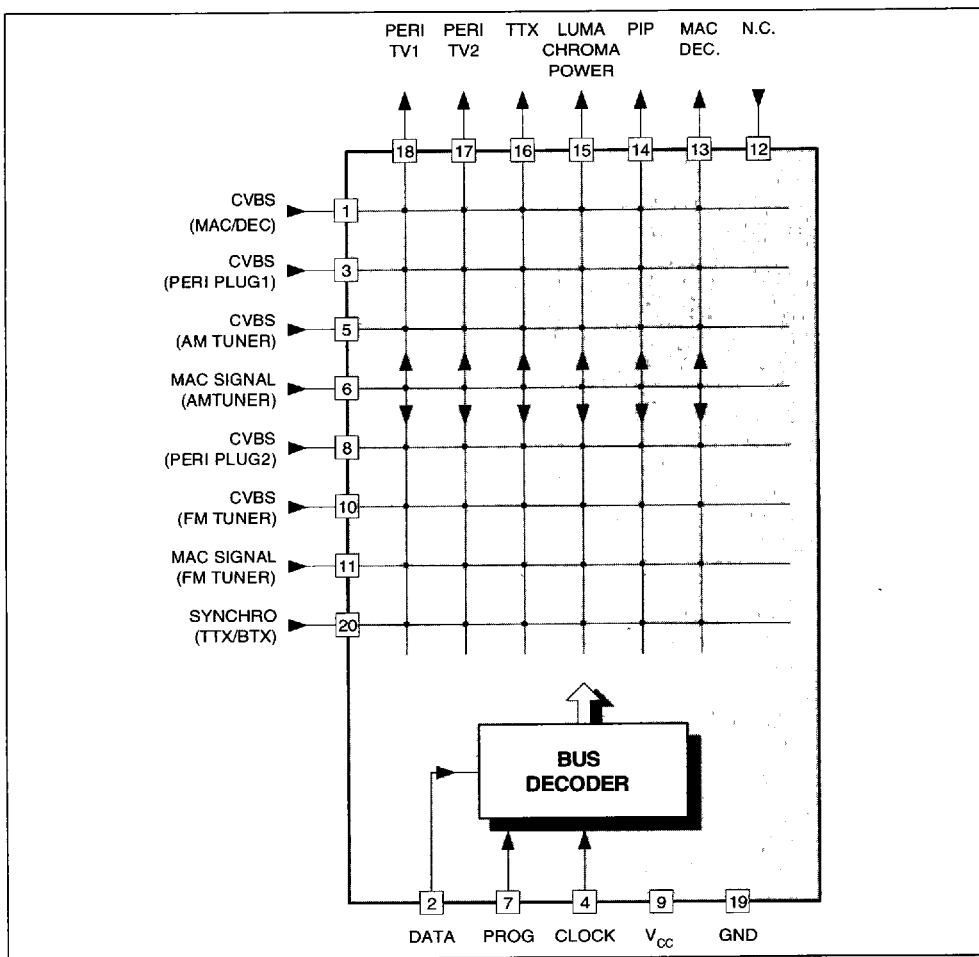 PERI TV1
PERI TV2
TTX
LUMA CHROMA POWER
PIP
MAC DEC.
N.C.
18 17 16 15 14 13 12
CVBS
(MAC/DEC)
1
CVBS
(PERI PLUG1)
3
CVBS
(AM TUNER)
5
MAC SIGNAL
(AMTUNER)
6
CVBS
(PERI PLUG2)
8
CVBS
(FM TUNER)
10
MAC SIGNAL
(FM TUNER)
11
SYNCHRO
(TTX/BTX)
20
BUS
DECODER
2 7 4 9 19
DATA PROG CLOCK VCC GND